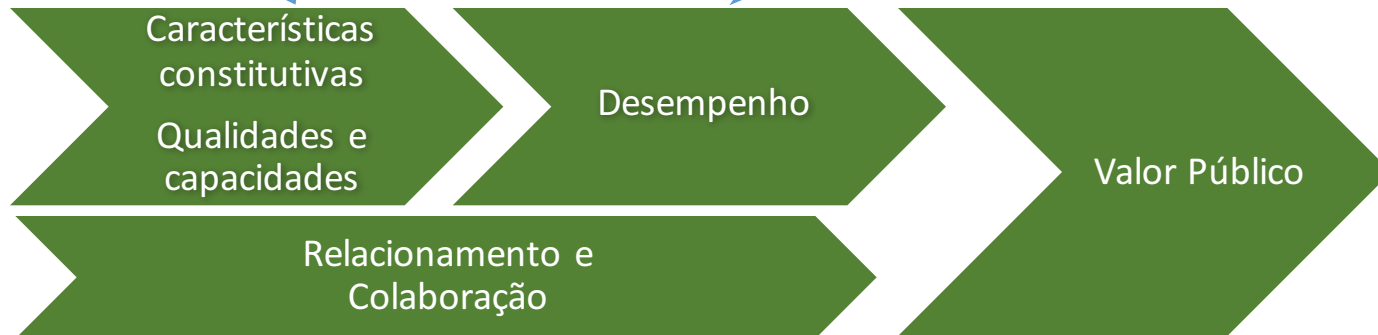 Características
constitutivas
Qualidades e
capacidades
Desempenho
Valor Público
Relacionamento e
Colaboração